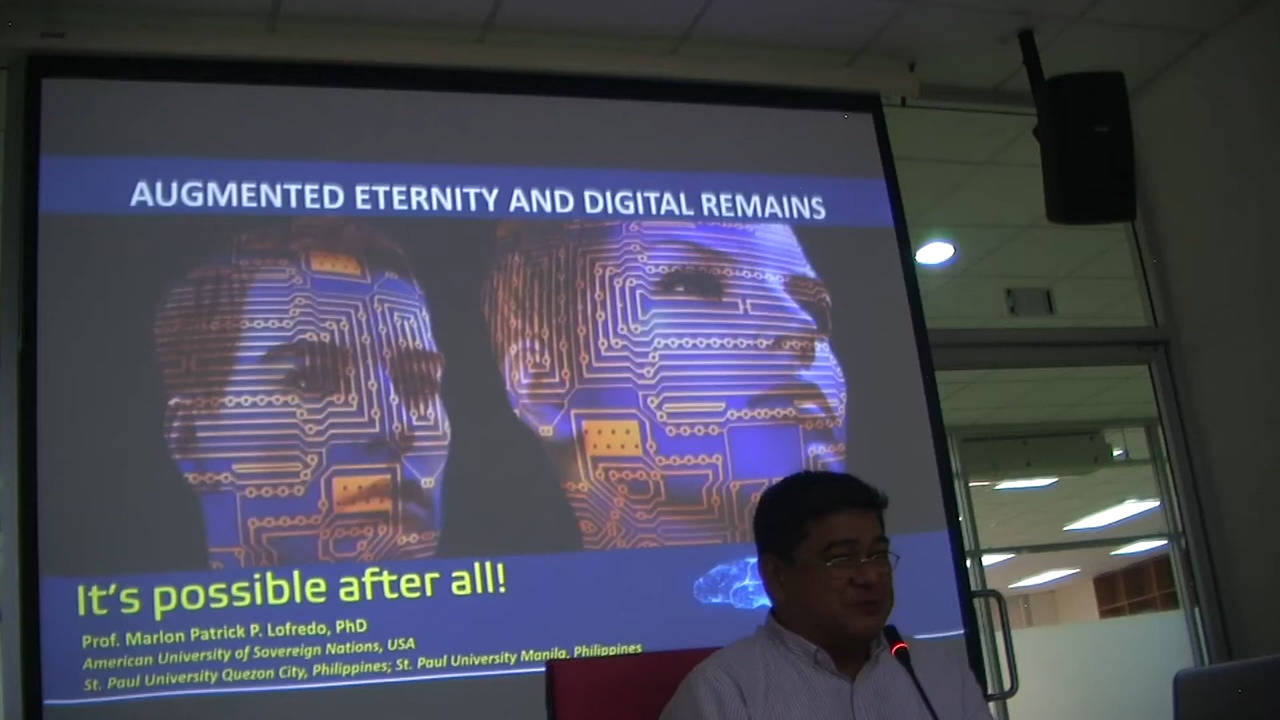 AUGMENTED ETERNITY AND DIGITAL REMAINS
It's possible after all!
Prof. Marlon Patrick P. Lofredo, PhD
American University of Sovereign Nations, USA
St. Paul University Quezon City, Philippines; St. Paul University Manila, Philippines